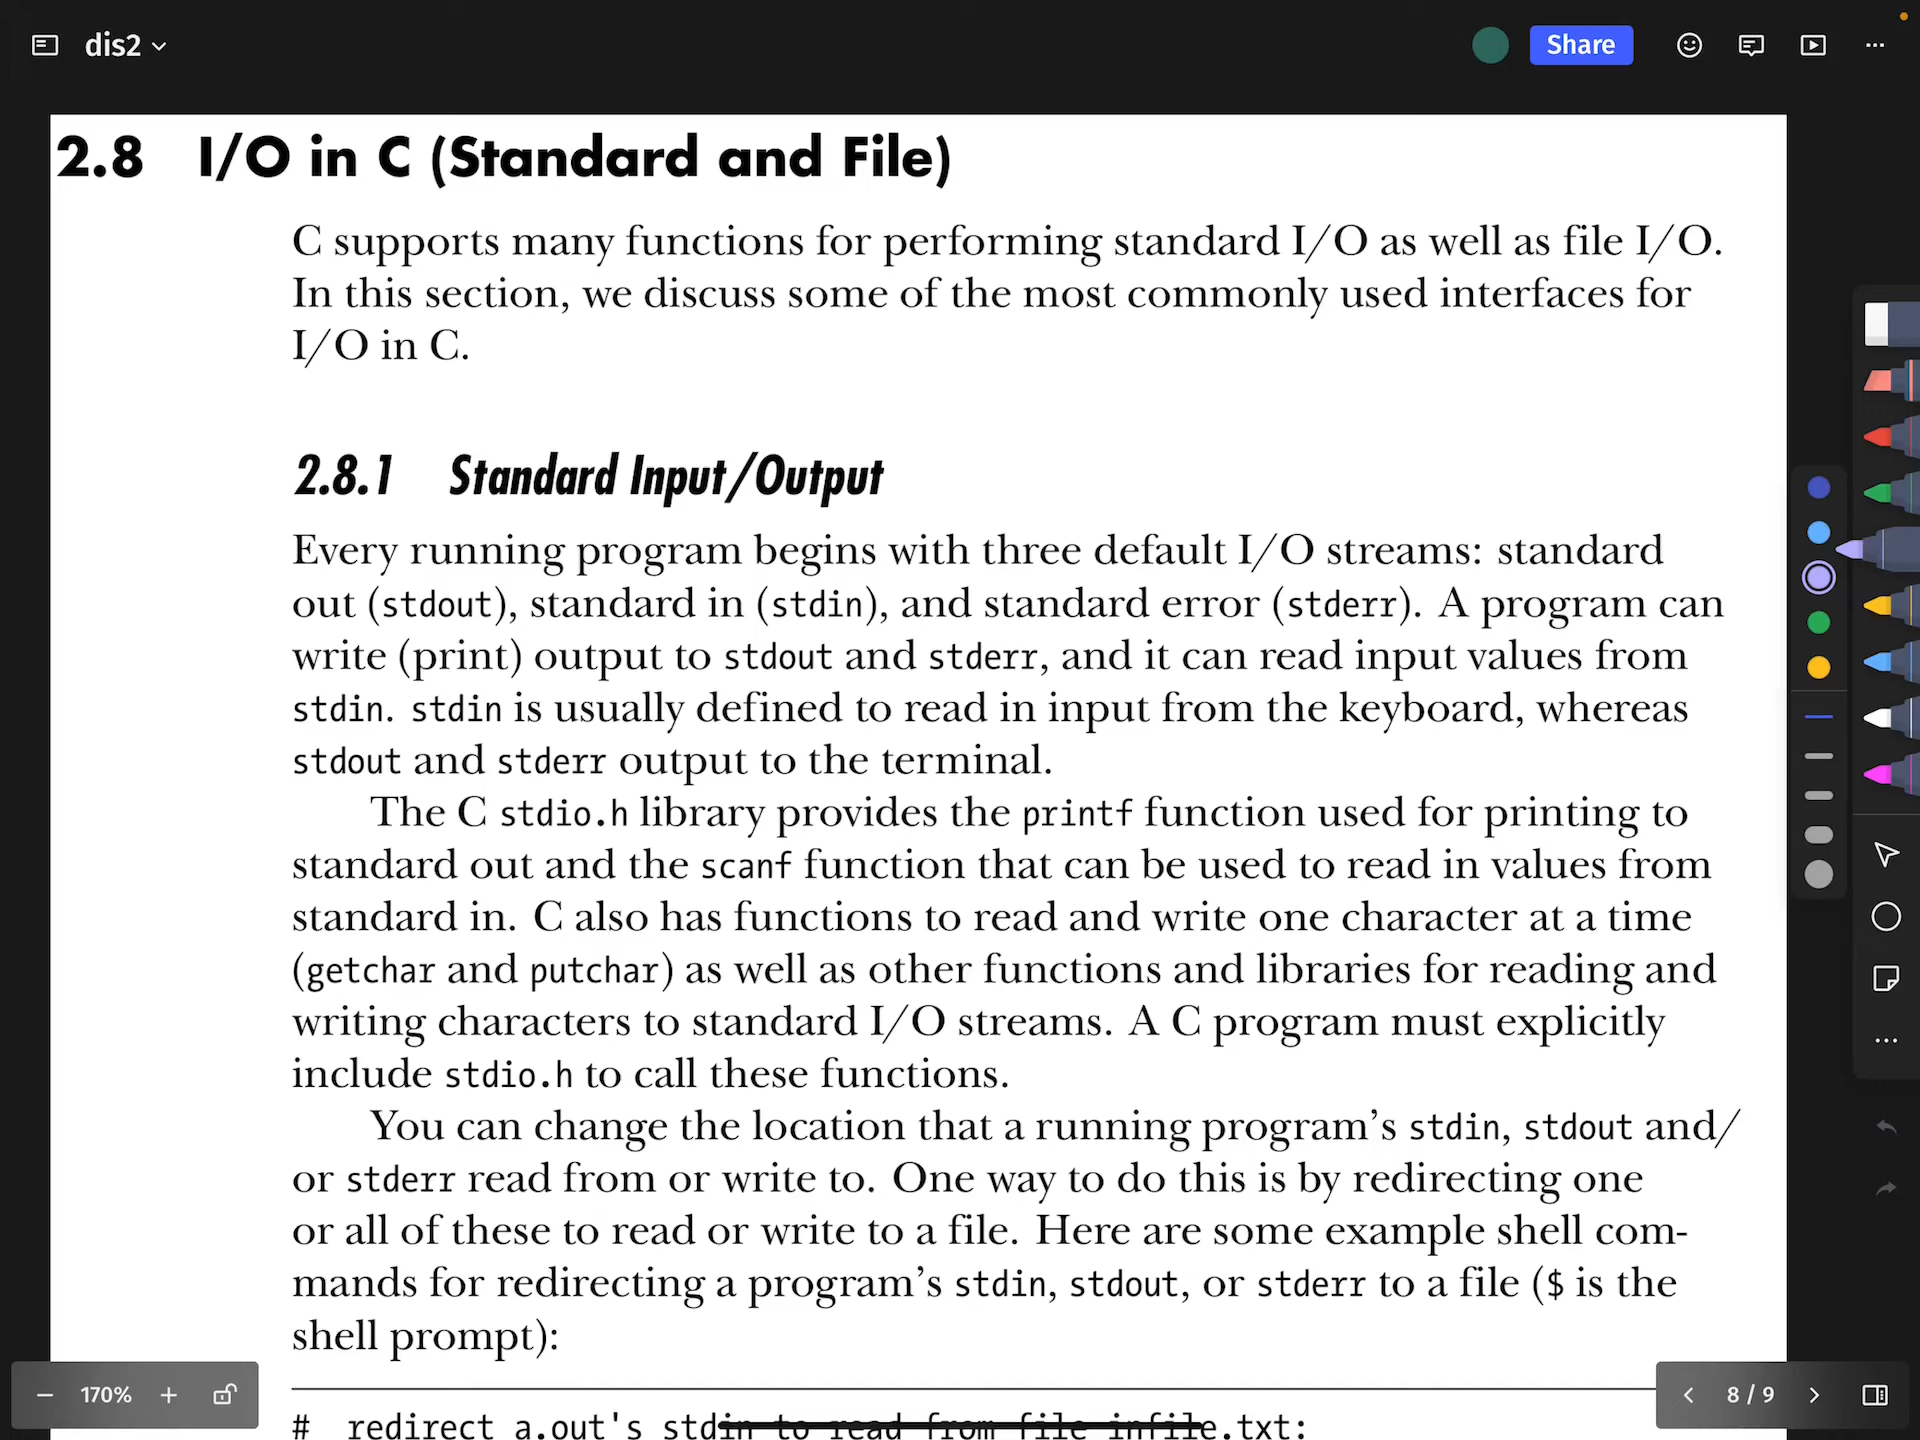 dis2
Share
2.8 I/O in C (Standard and File)
C supports many functions for performing standard I/O as well as file I/O.
In this section, we discuss some of the most commonly used interfaces for
I/O in C.
2.8.1 Standard Input/Output
Every running program begins with three default I/O streams: standard
out (stdout), standard in (stdin), and standard error (stderr). A program can
write (print) output to stdout and stderr, and it can read input values from
stdin. stdin is usually defined to read in input from the keyboard, whereas
stdout and stderr output to the terminal.
The C stdio.h library provides the printf function used for printing to
standard out and the scanf function that can be used to read in values from
standard in. C also has functions to read and write one character at a time
(getchar and putchar) as well as other functions and libraries for reading and
writing characters to standard I/O streams. A C program must explicitly
include stdio.h to call these functions.
You can change the location that a running program’s stdin, stdout and/
or stderr read from or write to. One way to do this is by redirecting one
or all of these to read or write to a file. Here are some example shell com-
mands for redirecting a program’s stdin, stdout, or stderr to a file ($ is the
shell prompt):
# redirect a.out's stdin to read from file infile.txt:
170%
8 / 9